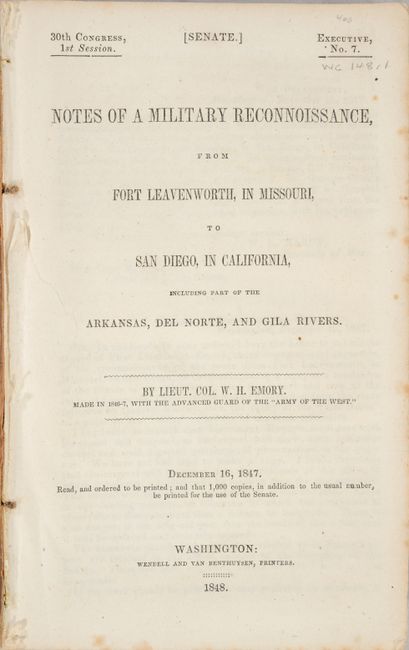 400
30th Congress,
1st Session.
[SENATE.]
Executive,
No. 7.
WC 148:1
NOTES OF A MILITARY RECONNOISSANCE,
FROM
FORT LEAVENWORTH, IN MISSOURI,
TO
SAN DIEGO, IN CALIFORNIA,
INCLUDING PART OF THE
ARKANSAS, DEL NORTE, AND GILA RIVERS.
BY LIEUT. COL. W. H. EMORY.
MADE IN 1846-7, WITH THE ADVANCED GUARD OF THE "ARMY OF THE WEST."
December 16, 1847.
Read, and ordered to be printed; and that 1,000 copies, in addition to the usual number,
be printed for the use of the Senate.
WASHINGTON:
WENDELL AND VAN BENTHUYSEN, PRINTERS.
1848.